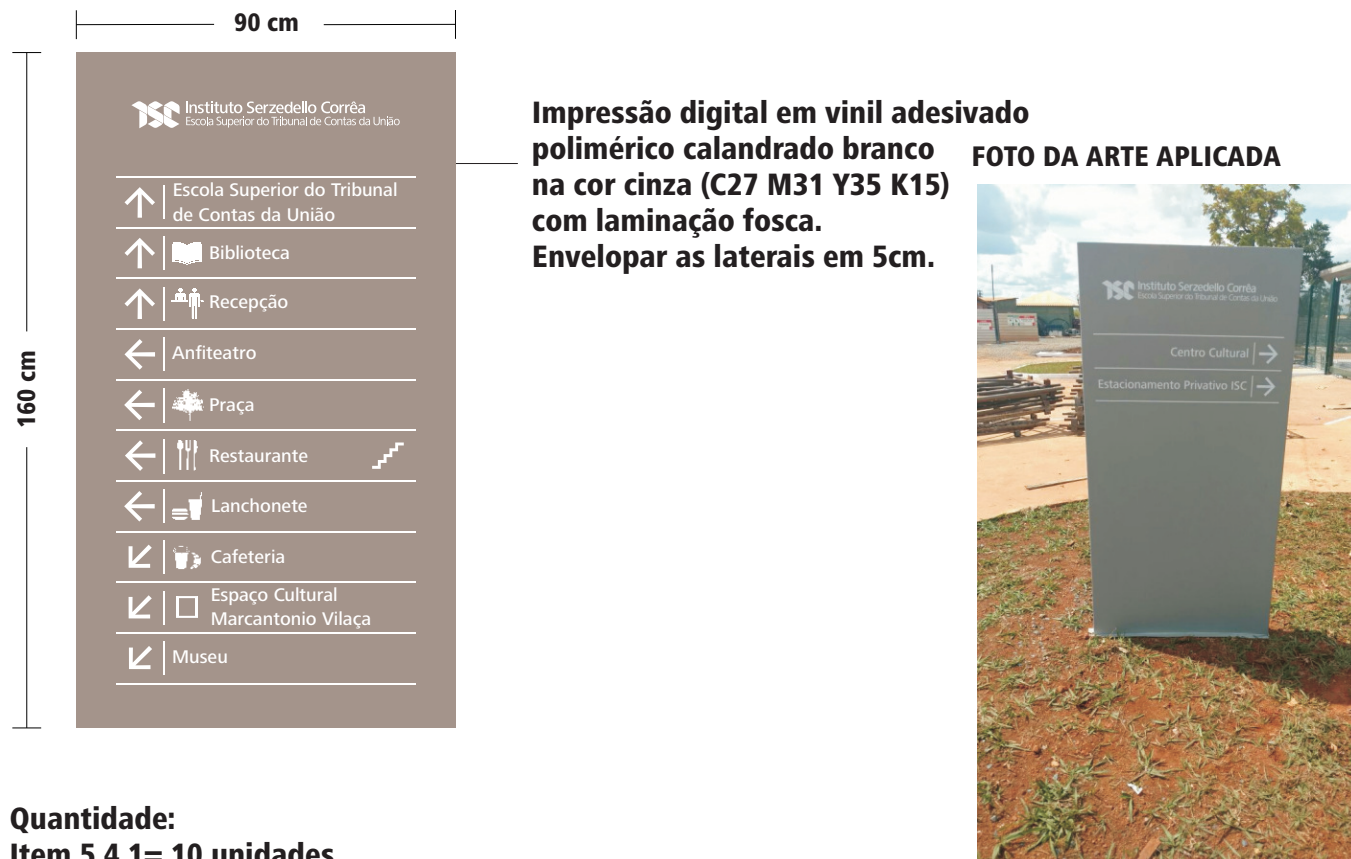 90 cm
160 cm
ISC Instituto Serzedello Corrêa
Escola Superior do Tribunal de Contas da União
Escola Superior do Tribunal
de Contas da União
Biblioteca
Recepção
Anfiteatro
Praça
Restaurante
Lanchonete
Cafeteria
Espaço Cultural
Marcantonio Vilaça
Museu
Impressão digital em vinil adesivado
polimérico calandrado branco
na cor cinza (C27 M31 Y35 K15)
com laminação fosca.
Envelopar as laterais em 5cm.
FOTO DA ARTE APLICADA
ISC Instituto Serzedello Corrêa
Escola Superior do Tribunal de Contas da União
Centro Cultural
Estacionamento Privativo ISC
Quantidade:
Item 5.4.1= 10 unidades